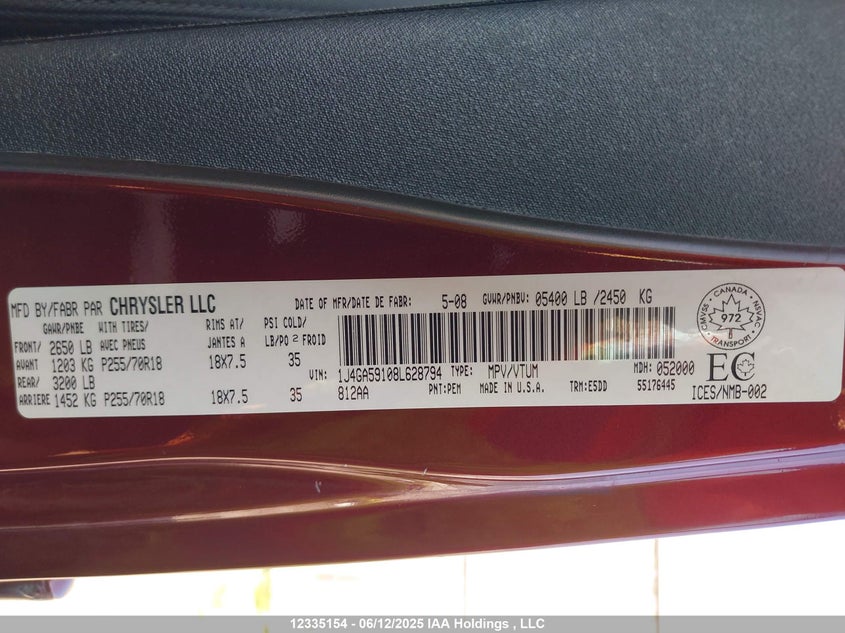 MFD BY/FABR PAR CHRYSLER LLC
DATE OF MFR/DATE DE FABR: 5-08 GVWR/PNBV: 05400 LB /2450 KG
GAWR/PNBE WITH TIRES/ RIMS AT/ PSI COLD/
AVEC PNEUS JANTES A LB/PO 2 FROID
FRONT/ 2650 LB
AVANT 1203 KG P255/70R18 18X7.5 35
REAR/ 3200 LB
ARRIERE 1452 KG P255/70R18 18X7.5 35
VIN: 1J4GA59108L628794 TYPE: MPV/VTUM MDH: 052000
812AA PNT:PEM MADE IN U.S.A. TRM:E5DD 55176445
CANADA
CMVSS 972 NSVAC
TRANSPORT
EC
ICES/NMB-002
12335154 - 06/12/2025 IAA Holdings , LLC